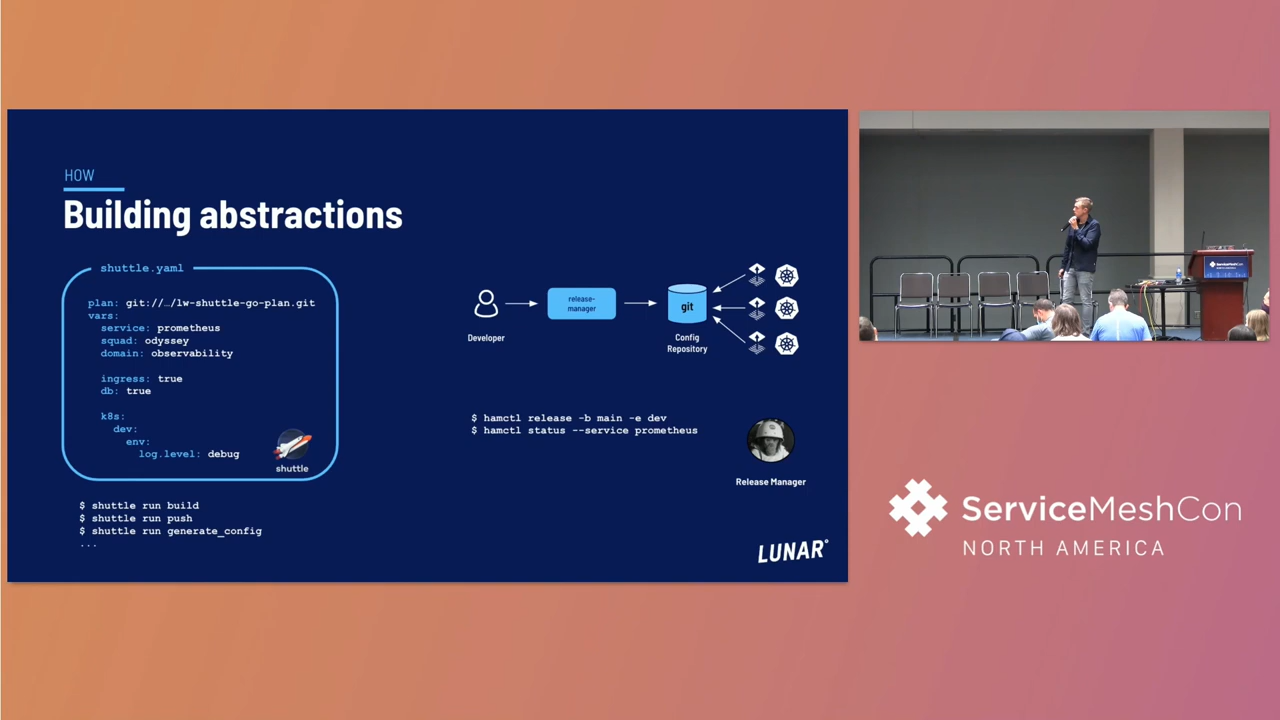 HOW
Building abstractions
shuttle.yaml
plan: git://…/lw-shuttle-go-plan.git
vars:
service: prometheus
squad: odyssey
domain: observability
ingress: true
db: true
k8s:
dev:
env:
log.level: debug
shuttle
$ shuttle run build
$ shuttle run push
$ shuttle run generate_config
...
Developer
release-
manager
git
Config
Repository
$ hamctl release -b main -e dev
$ hamctl status --service prometheus
Release Manager
LUNAR°
ServiceMeshCon
ServiceMeshCon
NORTH AMERICA